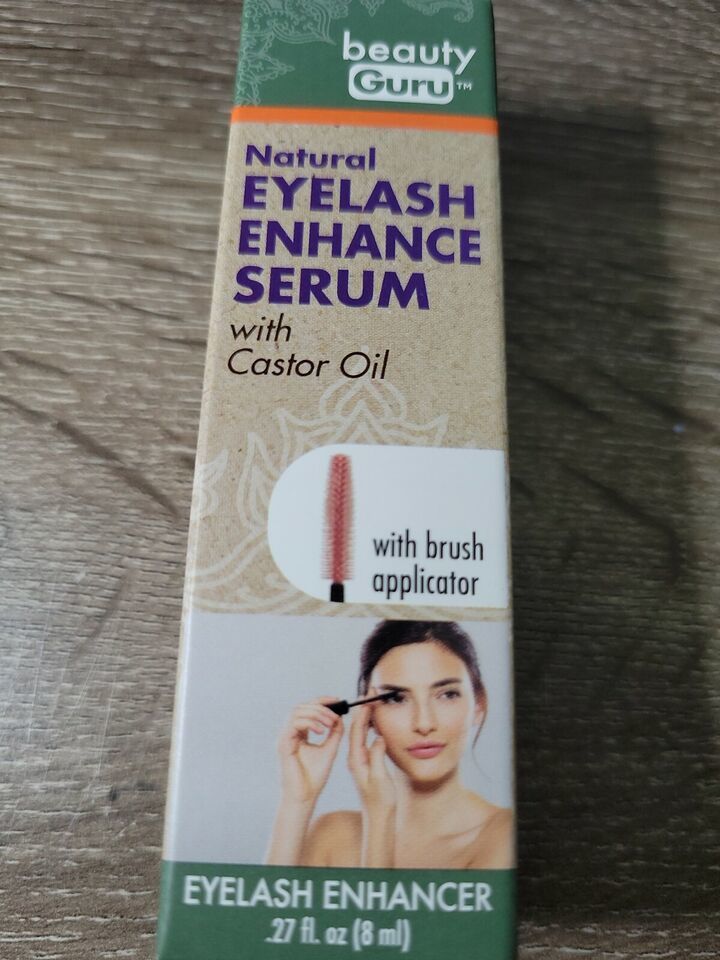 beauty
Guru™
Natural
EYELASH
ENHANCE
SERUM
with
Castor Oil
with brush
applicator
EYELASH ENHANCER
.27 fl. oz (8 ml)